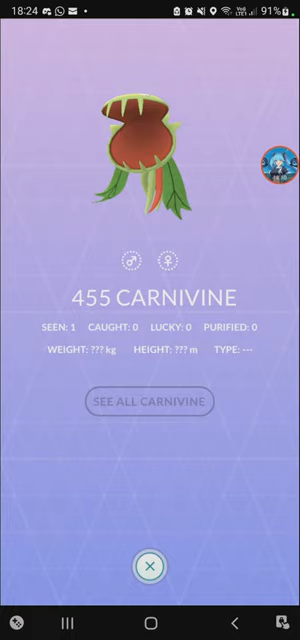 18:24
91%
455 CARNIVINE
SEEN: 1 CAUGHT: 0 LUCKY: 0 PURIFIED: 0
WEIGHT: ??? kg HEIGHT: ??? m TYPE: ---
SEE ALL CARNIVINE